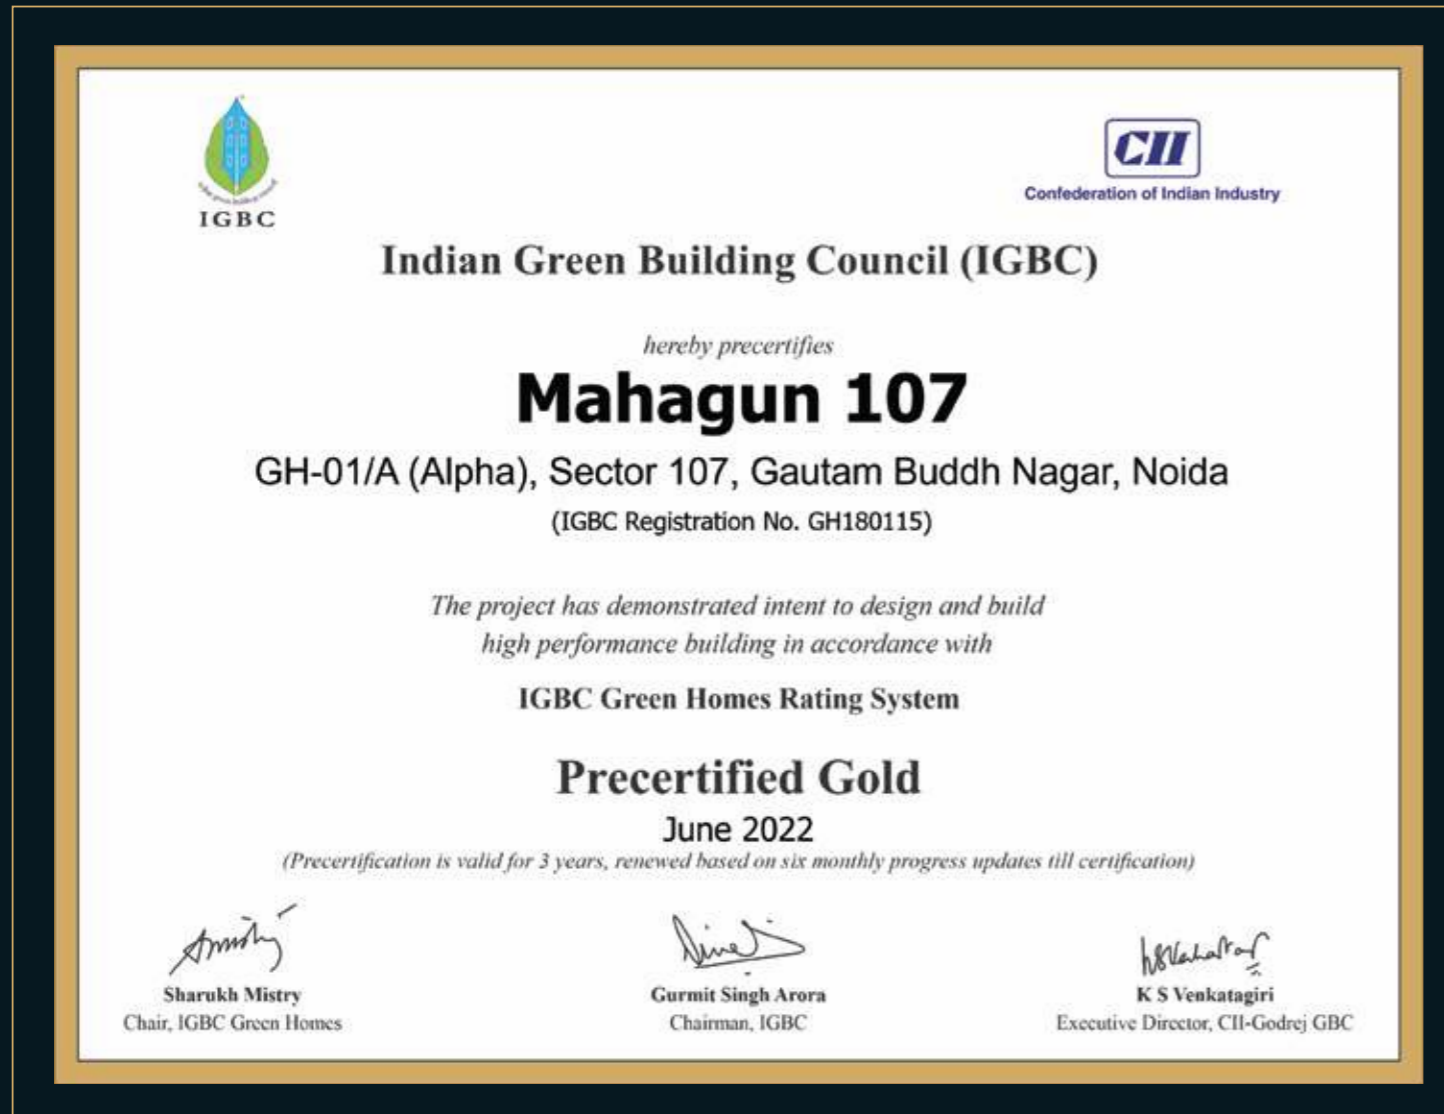 IGBC
CII
Confederation of Indian Industry
Indian Green Building Council (IGBC)
hereby precertifies
Mahagun 107
GH-01/A (Alpha), Sector 107, Gautam Buddh Nagar, Noida
(IGBC Registration No. GH180115)
The project has demonstrated intent to design and build
high performance building in accordance with
IGBC Green Homes Rating System
Precertified Gold
June 2022
(Precertification is valid for 3 years, renewed based on six monthly progress updates till certification)
Sharukh Mistry
Chair, IGBC Green Homes
Gurmit Singh Arora
Chairman, IGBC
K S Venkatagiri
Executive Director, CII-Godrej GBC